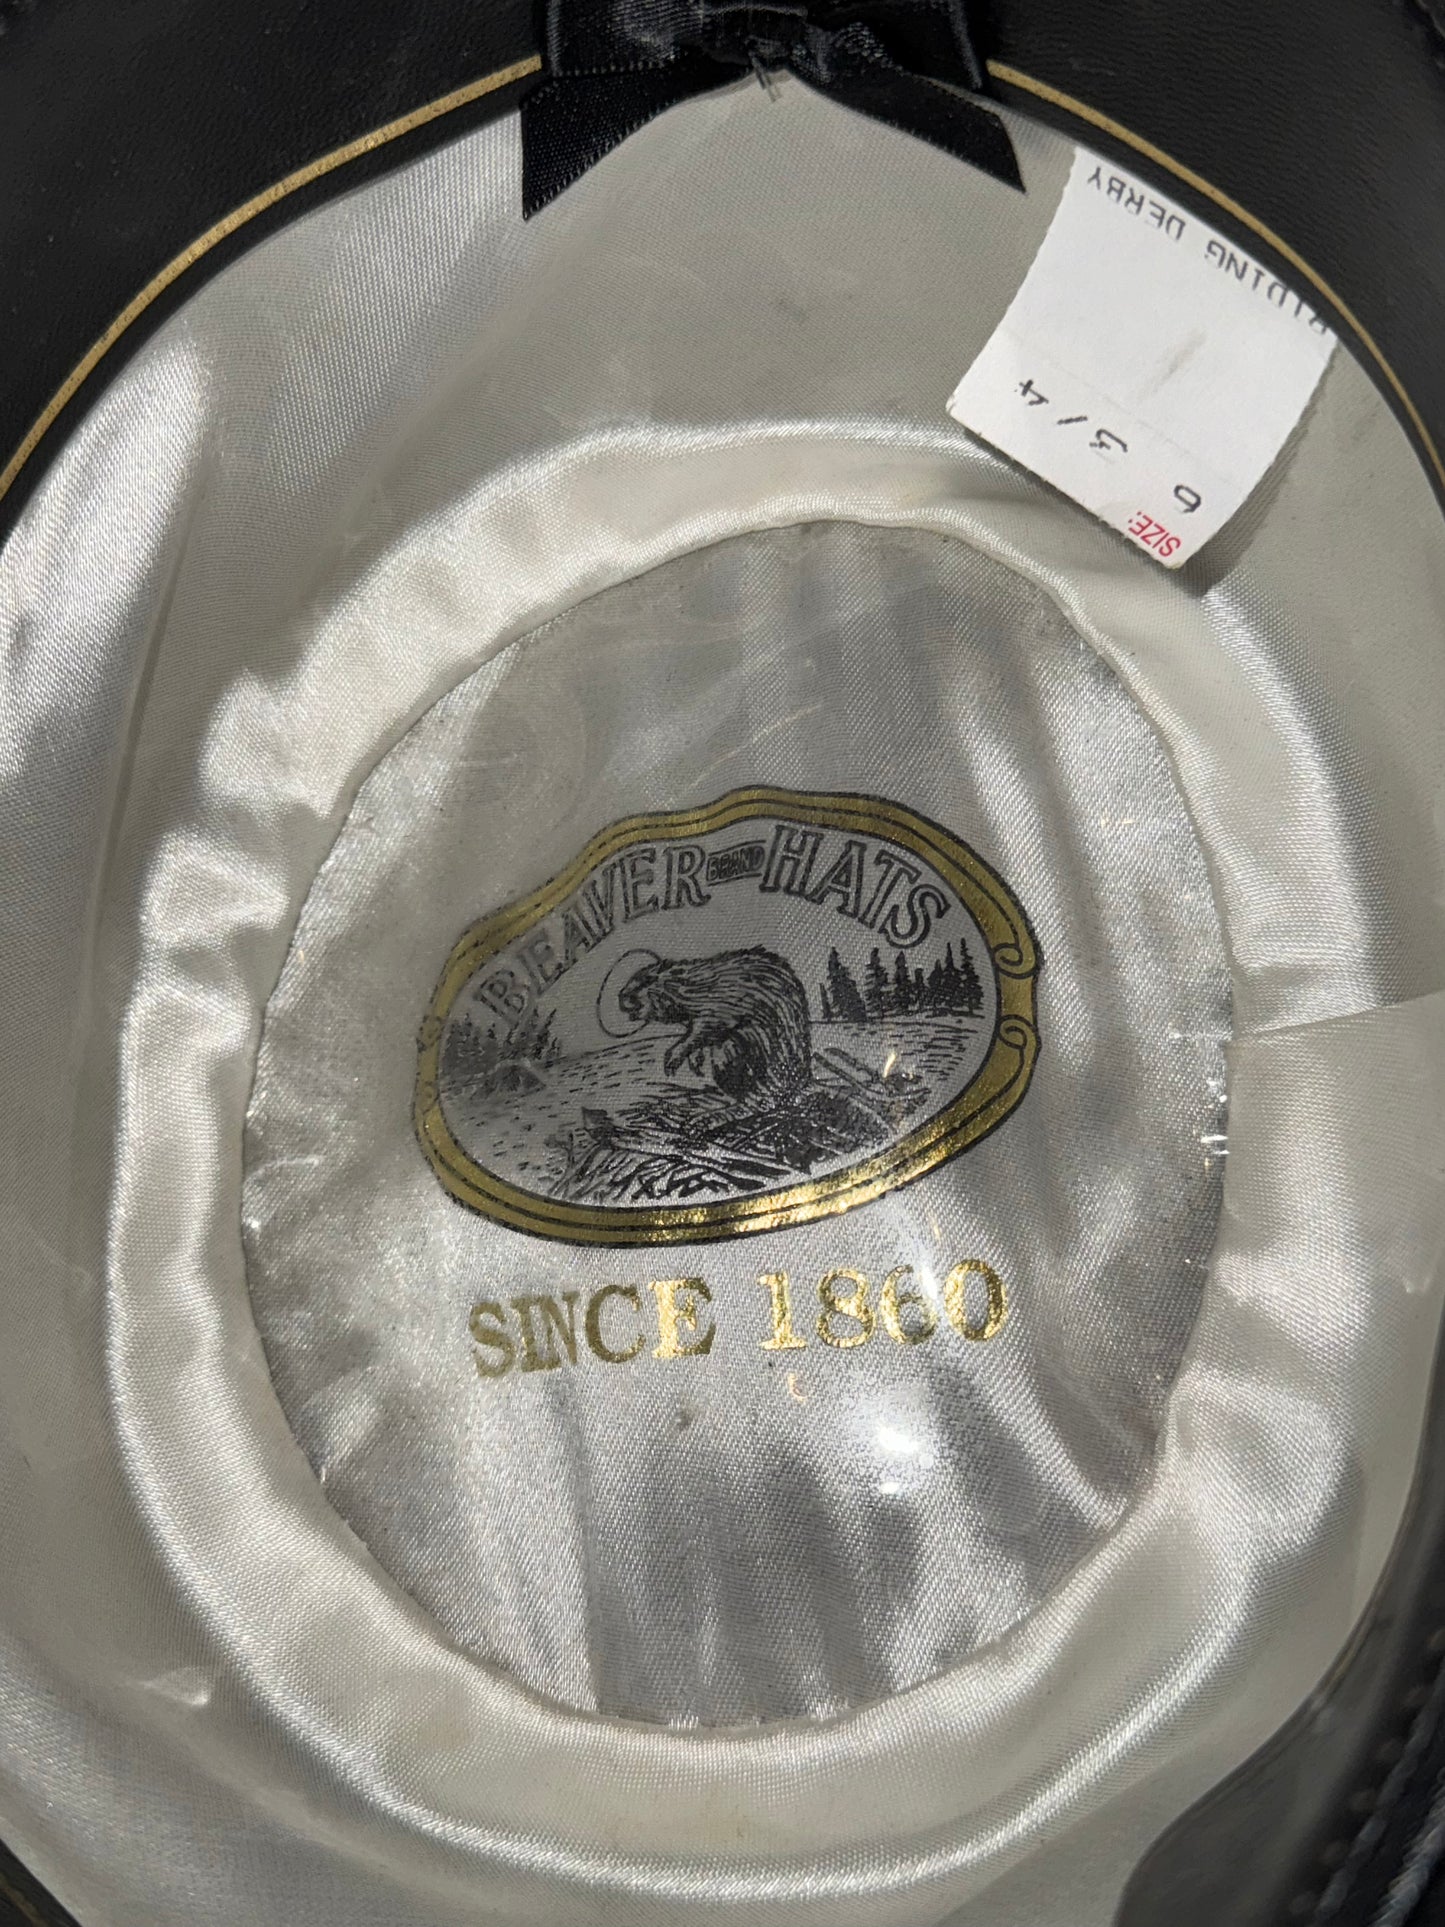 BEAVER BRAND HATS
SINCE 1860
RIDING DERBY
6 3/4
SIZE: